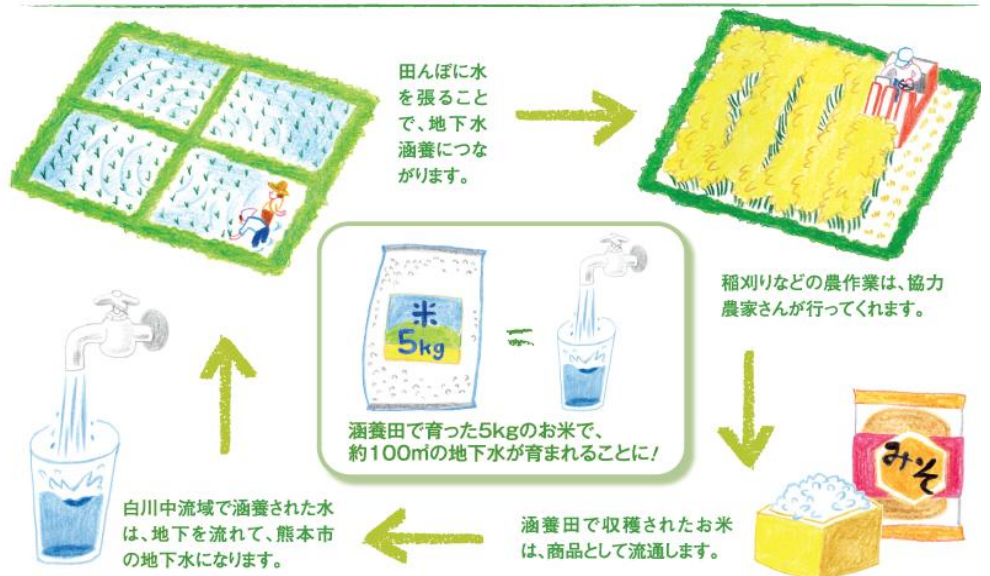 田んぼに水
を張ること
で、地下水
涵養につな
がります。
稲刈りなどの農作業は、協力
農家さんが行ってくれます。
米
5kg
=
涵養田で育った5kgのお米で、
約100㎥の地下水が育まれることに!
みそ
涵養田で収穫されたお米
は、商品として流通します。
白川中流域で涵養された水
は、地下を流れて、熊本市
の地下水になります。